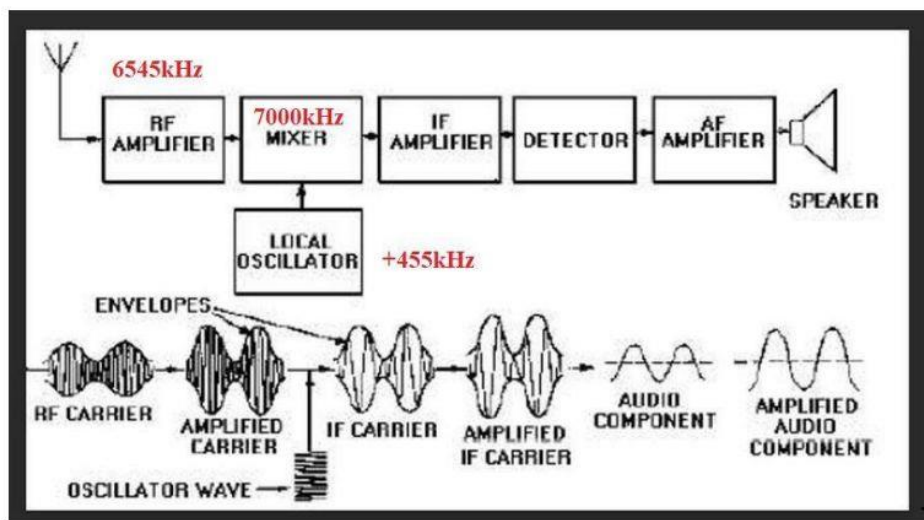 6545kHz
RF
AMPLIFIER
7000kHz
MIXER
IF
AMPLIFIER
DETECTOR
AF
AMPLIFIER
SPEAKER
LOCAL
OSCILLATOR
+455kHz
ENVELOPES
RF CARRIER
AMPLIFIED
CARRIER
IF CARRIER
AMPLIFIED
IF CARRIER
AUDIO
COMPONENT
AMPLIFIED
AUDIO
COMPONENT
OSCILLATOR WAVE